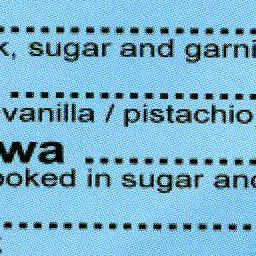 , sugar and garni
vanilla / pistachio
wa
ooked in sugar and